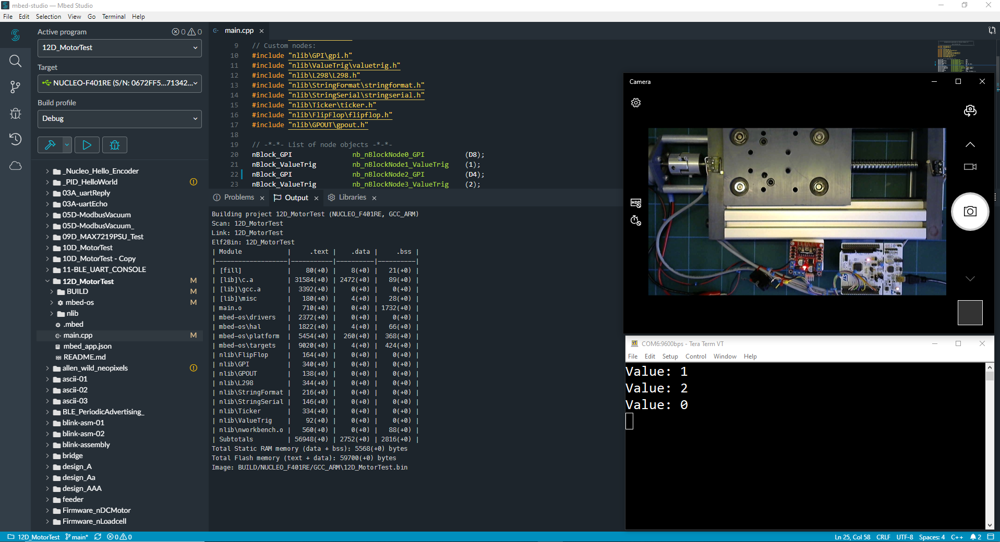 mbed-studio — Mbed Studio
File Edit Selection View Go Terminal Help
Active program 0 0
12D_MotorTest
Target
NUCLEO-F401RE (S/N: 0672FF5...71342...
Build profile
Debug
_Nucleo_Hello_Encoder
_PID_HelloWorld
03A_uartReply
03A-uartEcho
05D-ModbusVacuum
05D-ModbusVacuum_
09D_MAX7219PSU_Test
10D_MotorTest
10D_MotorTest - Copy
11-BLE_UART_CONSOLE
12D_MotorTest M
BUILD M
mbed-os M
nlib
.mbed
main.cpp M
mbed_app.json
README.md
allen_wild_neopixels
ascii-01
ascii-02
ascii-03
BLE_PeriodicAdvertising_
blink-asm-01
blink-asm-02
blink-assembly
bridge
design_A
design_Aa
design_AAA
feeder
Firmware_nDCMotor
Firmware_nLoadcell
main.cpp
9 // Custom nodes:
10 #include "nlib\GPI\gpi.h"
11 #include "nlib\ValueTrig\valuetrig.h"
12 #include "nlib\L298\L298.h"
13 #include "nlib\StringFormat\stringformat.h"
14 #include "nlib\StringSerial\stringserial.h"
15 #include "nlib\Ticker\ticker.h"
16 #include "nlib\FlipFlop\flipflop.h"
17 #include "nlib\GPOUT\gpout.h"
18
19 // -*-*- List of node objects -*-*-
20 nBlock_GPI nb_nBlockNode0_GPI (D8);
21 nBlock_ValueTrig nb_nBlockNode1_ValueTrig (1);
22 nBlock_GPI nb_nBlockNode2_GPI (D4);
23 nBlock_ValueTrig nb_nBlockNode3_ValueTrig (2);
Problems Output Libraries
Building project 12D_MotorTest (NUCLEO_F401RE, GCC_ARM)
Scan: 12D_MotorTest
Link: 12D_MotorTest
Elf2Bin: 12D_MotorTest
| Module | .text | .data | .bss |
|-------------------|-----------|----------|----------|
| [fill] | 80(+0) | 8(+0) | 21(+0) |
| [lib]\c.a | 31584(+0) | 2472(+0) | 89(+0) |
| [lib]\gcc.a | 3392(+0) | 0(+0) | 0(+0) |
| [lib]\misc | 180(+0) | 4(+0) | 28(+0) |
| main.o | 710(+0) | 0(+0) | 1732(+0) |
| mbed-os\drivers | 2372(+0) | 0(+0) | 0(+0) |
| mbed-os\hal | 1822(+0) | 4(+0) | 66(+0) |
| mbed-os\platform | 5454(+0) | 260(+0) | 368(+0) |
| mbed-os\targets | 9020(+0) | 4(+0) | 424(+0) |
| nlib\FlipFlop | 164(+0) | 0(+0) | 0(+0) |
| nlib\GPI | 340(+0) | 0(+0) | 0(+0) |
| nlib\GPOUT | 138(+0) | 0(+0) | 0(+0) |
| nlib\L298 | 344(+0) | 0(+0) | 0(+0) |
| nlib\StringFormat | 216(+0) | 0(+0) | 0(+0) |
| nlib\StringSerial | 146(+0) | 0(+0) | 0(+0) |
| nlib\Ticker | 334(+0) | 0(+0) | 0(+0) |
| nlib\ValueTrig | 92(+0) | 0(+0) | 0(+0) |
| nlib\nworkbench.o | 560(+0) | 0(+0) | 88(+0) |
| Subtotals | 56948(+0) | 2752(+0) | 2816(+0) |
Total Static RAM memory (data + bss): 5568(+0) bytes
Total Flash memory (text + data): 59700(+0) bytes
Image: BUILD/NUCLEO_F401RE/GCC_ARM\12D_MotorTest.bin
Camera
HDR
VT COM6:9600bps - Tera Term VT
File Edit Setup Control Window Help
Value: 1
Value: 2
Value: 0
12D_MotorTest main* 0 0 Ln 25, Col 58 CRLF UTF-8 Spaces: 4 C++ 2